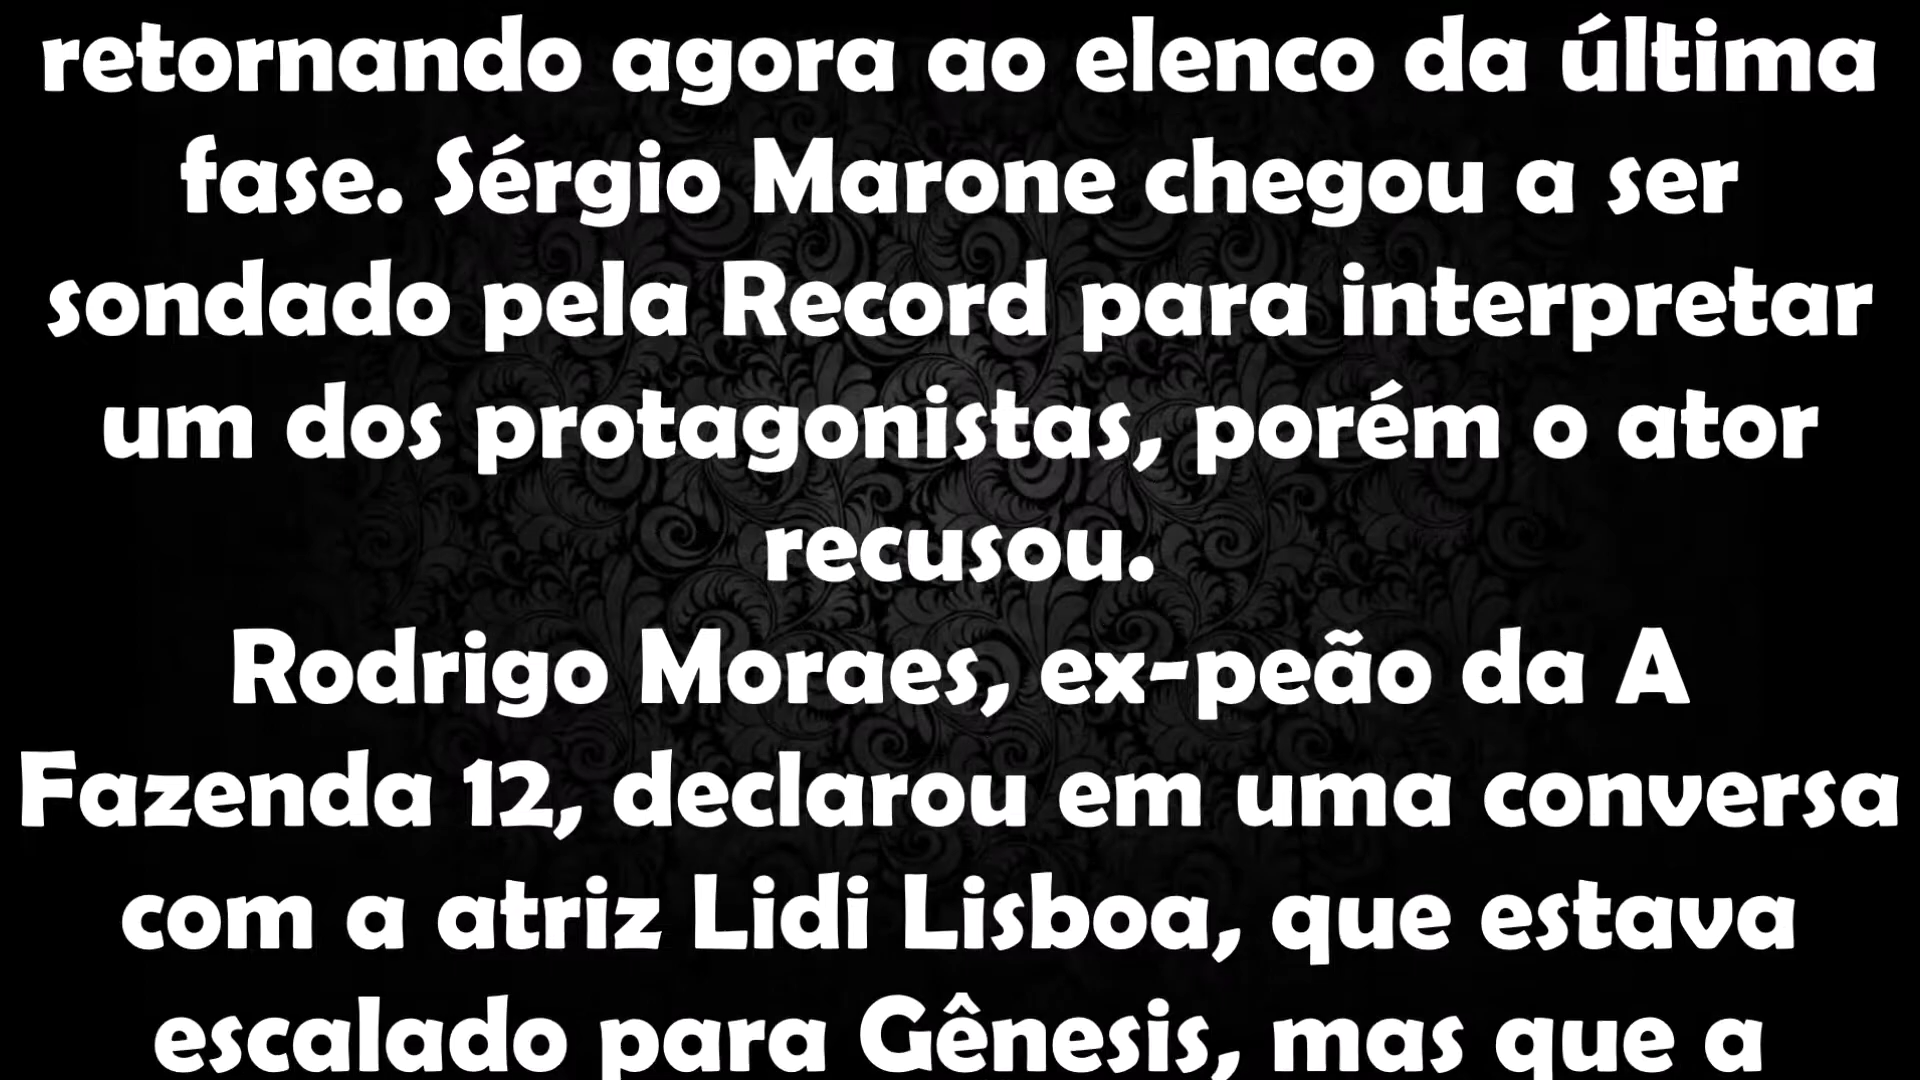 retornando agora ao elenco da última
fase. Sérgio Marone chegou a ser
sondado pela Record para interpretar
um dos protagonistas, porém o ator
recusou.
Rodrigo Moraes, ex-peão da A
Fazenda 12, declarou em uma conversa
com a atriz Lidi Lisboa, que estava
escalado para Gênesis, mas que a